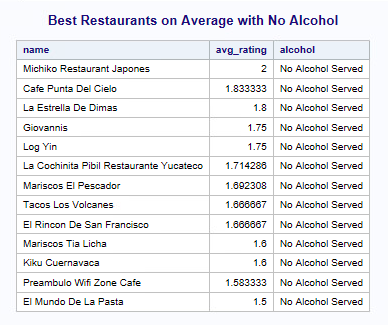 Best Restaurants on Average with No Alcohol
name avg_rating alcohol
Michiko Restaurant Japones 2 No Alcohol Served
Cafe Punta Del Cielo 1.833333 No Alcohol Served
La Estrella De Dimas 1.8 No Alcohol Served
Giovannis 1.75 No Alcohol Served
Log Yin 1.75 No Alcohol Served
La Cochinita Pibil Restaurante Yucateco 1.714286 No Alcohol Served
Mariscos El Pescador 1.692308 No Alcohol Served
Tacos Los Volcanes 1.666667 No Alcohol Served
El Rincon De San Francisco 1.666667 No Alcohol Served
Mariscos Tia Licha 1.6 No Alcohol Served
Kiku Cuernavaca 1.6 No Alcohol Served
Preambulo Wifi Zone Cafe 1.583333 No Alcohol Served
El Mundo De La Pasta 1.5 No Alcohol Served